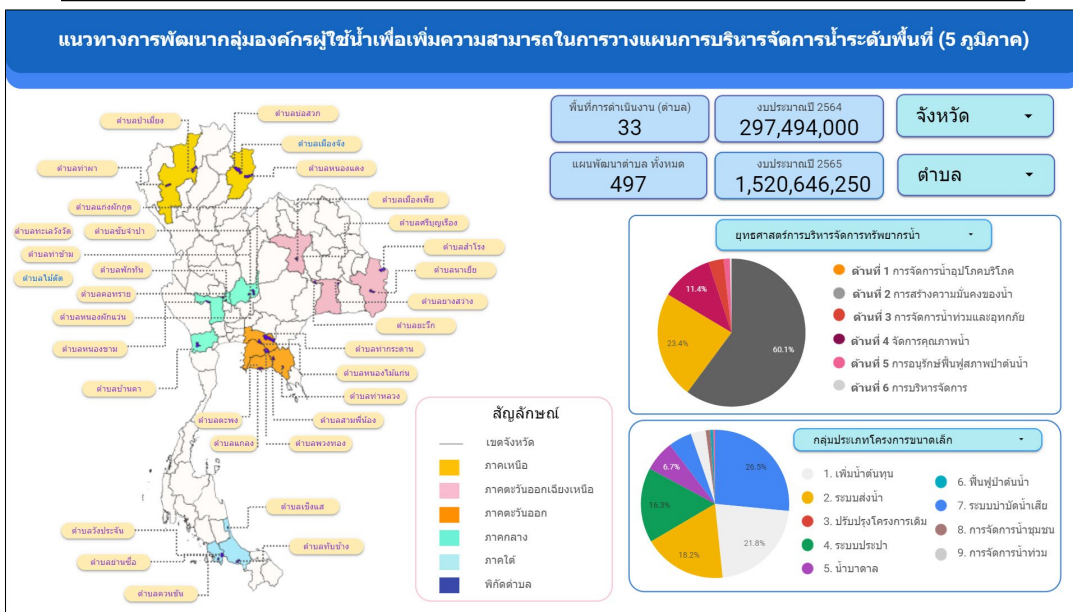 แนวทางการพัฒนากลุ่มองค์กรผู้ใช้น้ำเพื่อเพิ่มความสามารถในการวางแผนการบริหารจัดการน้ำระดับพื้นที่ (5 ภูมิภาค)
พื้นที่การดำเนินงาน (ตำบล)
33
งบประมาณปี 2564
297,494,000
จังหวัด
แผนพัฒนาตำบล ทั้งหมด
497
งบประมาณปี 2565
1,520,646,250
ตำบล
ตำบลป่าเมี่ยง
ตำบลบ่อสวก
ตำบลเมืองจัง
ตำบลท่าผา
ตำบลหนองแดง
ตำบลแก่งผักกูด
ตำบลเมืองเพีย
ตำบลทะเลวังวัด
ตำบลซับจำปา
ตำบลศรีบุญเรือง
ตำบลท่าข้าม
ตำบลสำโรง
ตำบลไม้ดัด
ตำบลพักทัน
ตำบลนาเยีย
ตำบลคอทราย
ตำบลยางสว่าง
ตำบลหนองผักแว่น
ตำบลยะวึก
ตำบลหนองขาม
ตำบลท่ากระดาน
ตำบลบ้านคา
ตำบลหนองไม้แก่น
ตำบลท่าหลวง
ตำบลตะพง
ตำบลสามพี่น้อง
ตำบลแกลง
ตำบลพวงทอง
ตำบลเชิงแส
ตำบลวังประจัน
ตำบลทับช้าง
ตำบลย่านซื่อ
ตำบลควนขัน
สัญลักษณ์
เขตจังหวัด
ภาคเหนือ
ภาคตะวันออกเฉียงเหนือ
ภาคตะวันออก
ภาคกลาง
ภาคใต้
พิกัดตำบล
ยุทธศาสตร์การบริหารจัดการทรัพยากรน้ำ
11.4%
23.4%
60.1%
ด้านที่ 1 การจัดการน้ำอุปโภคบริโภค
ด้านที่ 2 การสร้างความมั่นคงของน้ำ
ด้านที่ 3 การจัดการน้ำท่วมและอุทกภัย
ด้านที่ 4 จัดการคุณภาพน้ำ
ด้านที่ 5 การอนุรักษ์ฟื้นฟูสภาพป่าต้นน้ำ
ด้านที่ 6 การบริหารจัดการ
กลุ่มประเภทโครงการขนาดเล็ก
6.7%
26.5%
16.3%
18.2%
21.8%
1. เพิ่มน้ำต้นทุน
2. ระบบส่งน้ำ
3. ปรับปรุงโครงการเดิม
4. ระบบประปา
5. น้ำบาดาล
6. ฟื้นฟูป่าต้นน้ำ
7. ระบบบำบัดน้ำเสีย
8. การจัดการน้ำชุมชน
9. การจัดการน้ำท่วม